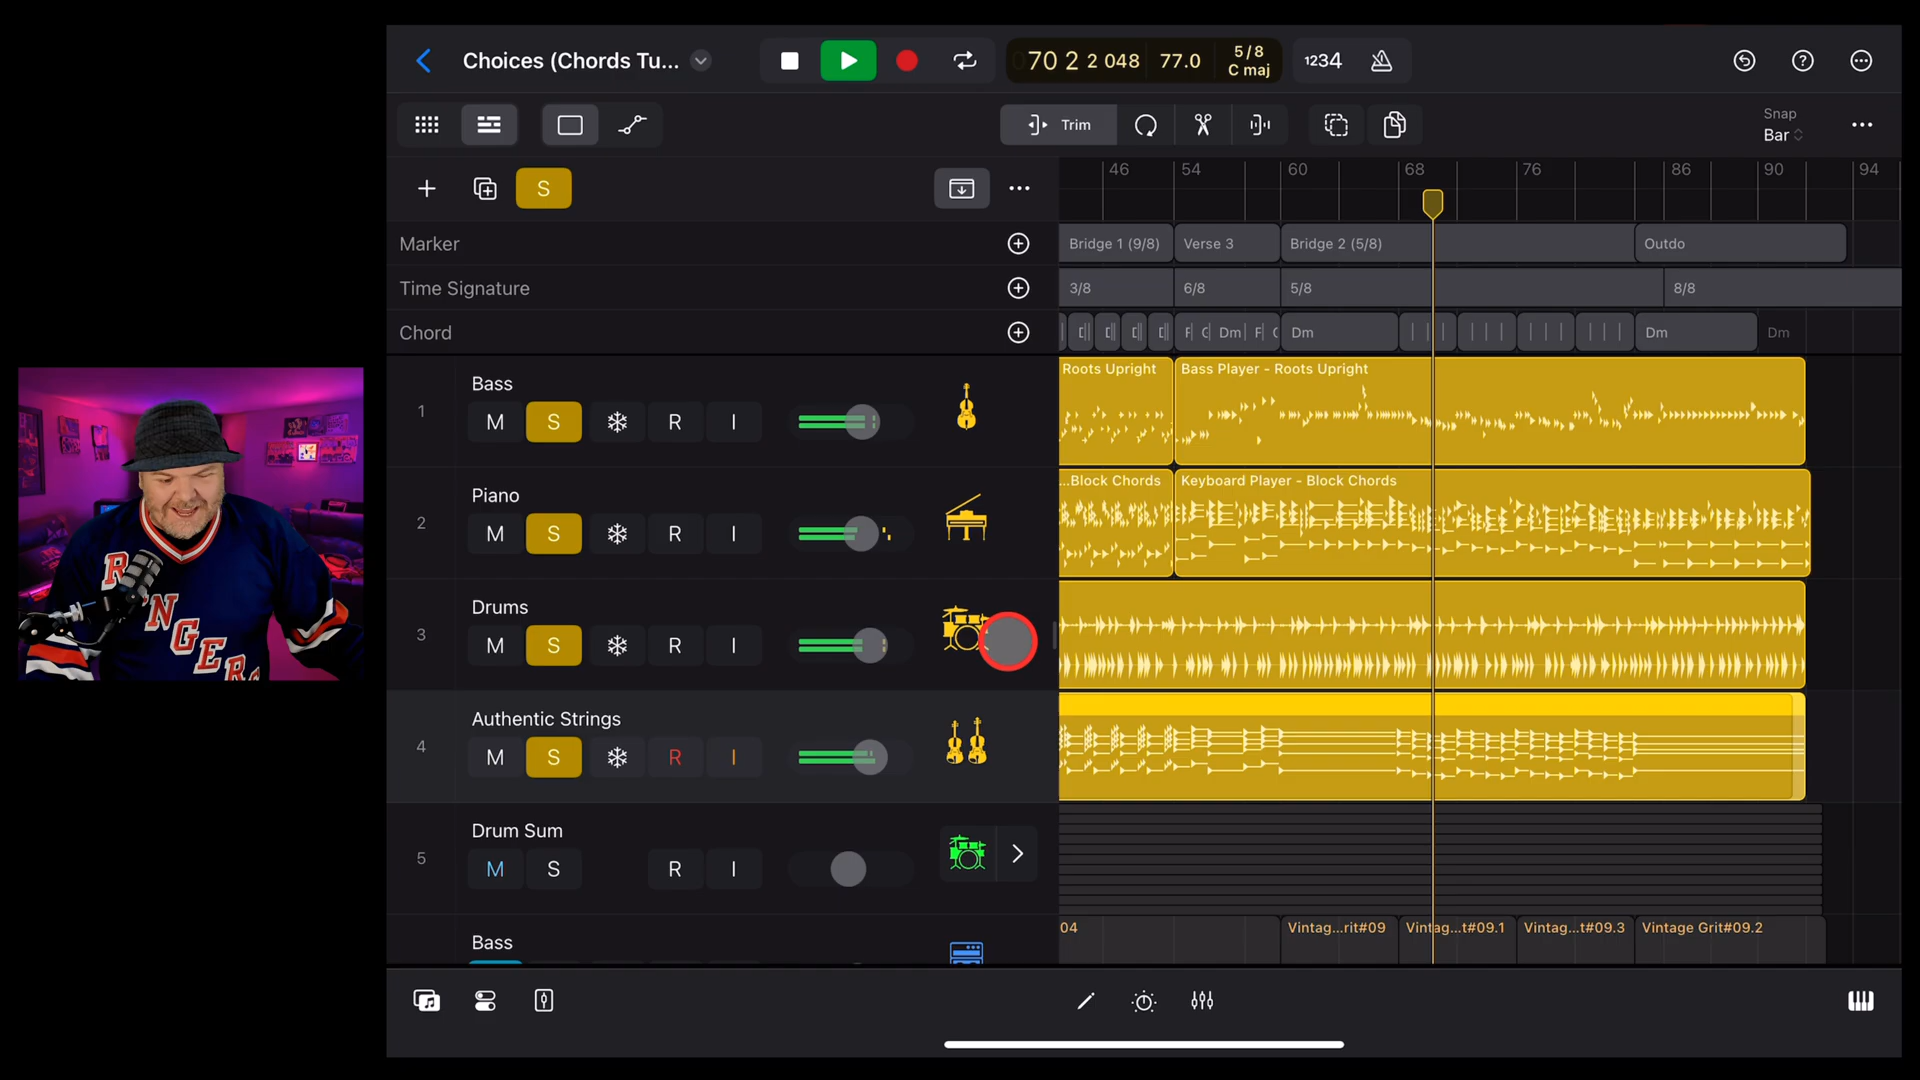 Choices (Chords Tu...
70 2 2 048
77.0
5/8
C maj
1234
Trim
Snap
Bar
S
46 54 60 68 76 86 90 94
Marker
Bridge 1 (9/8)
Verse 3
Bridge 2 (5/8)
Outdo
Time Signature
3/8
6/8
5/8
8/8
Chord
Dm
Dm
Dm
Dm
1
Bass
M S R I
Roots Upright
Bass Player - Roots Upright
2
Piano
M S R I
...Block Chords
Keyboard Player - Block Chords
3
Drums
M S R I
4
Authentic Strings
M S R I
5
Drum Sum
M S R I
Bass
04
Vintag...rit#09
Vintag...t#09.1
Vintag...t#09.3
Vintage Grit#09.2